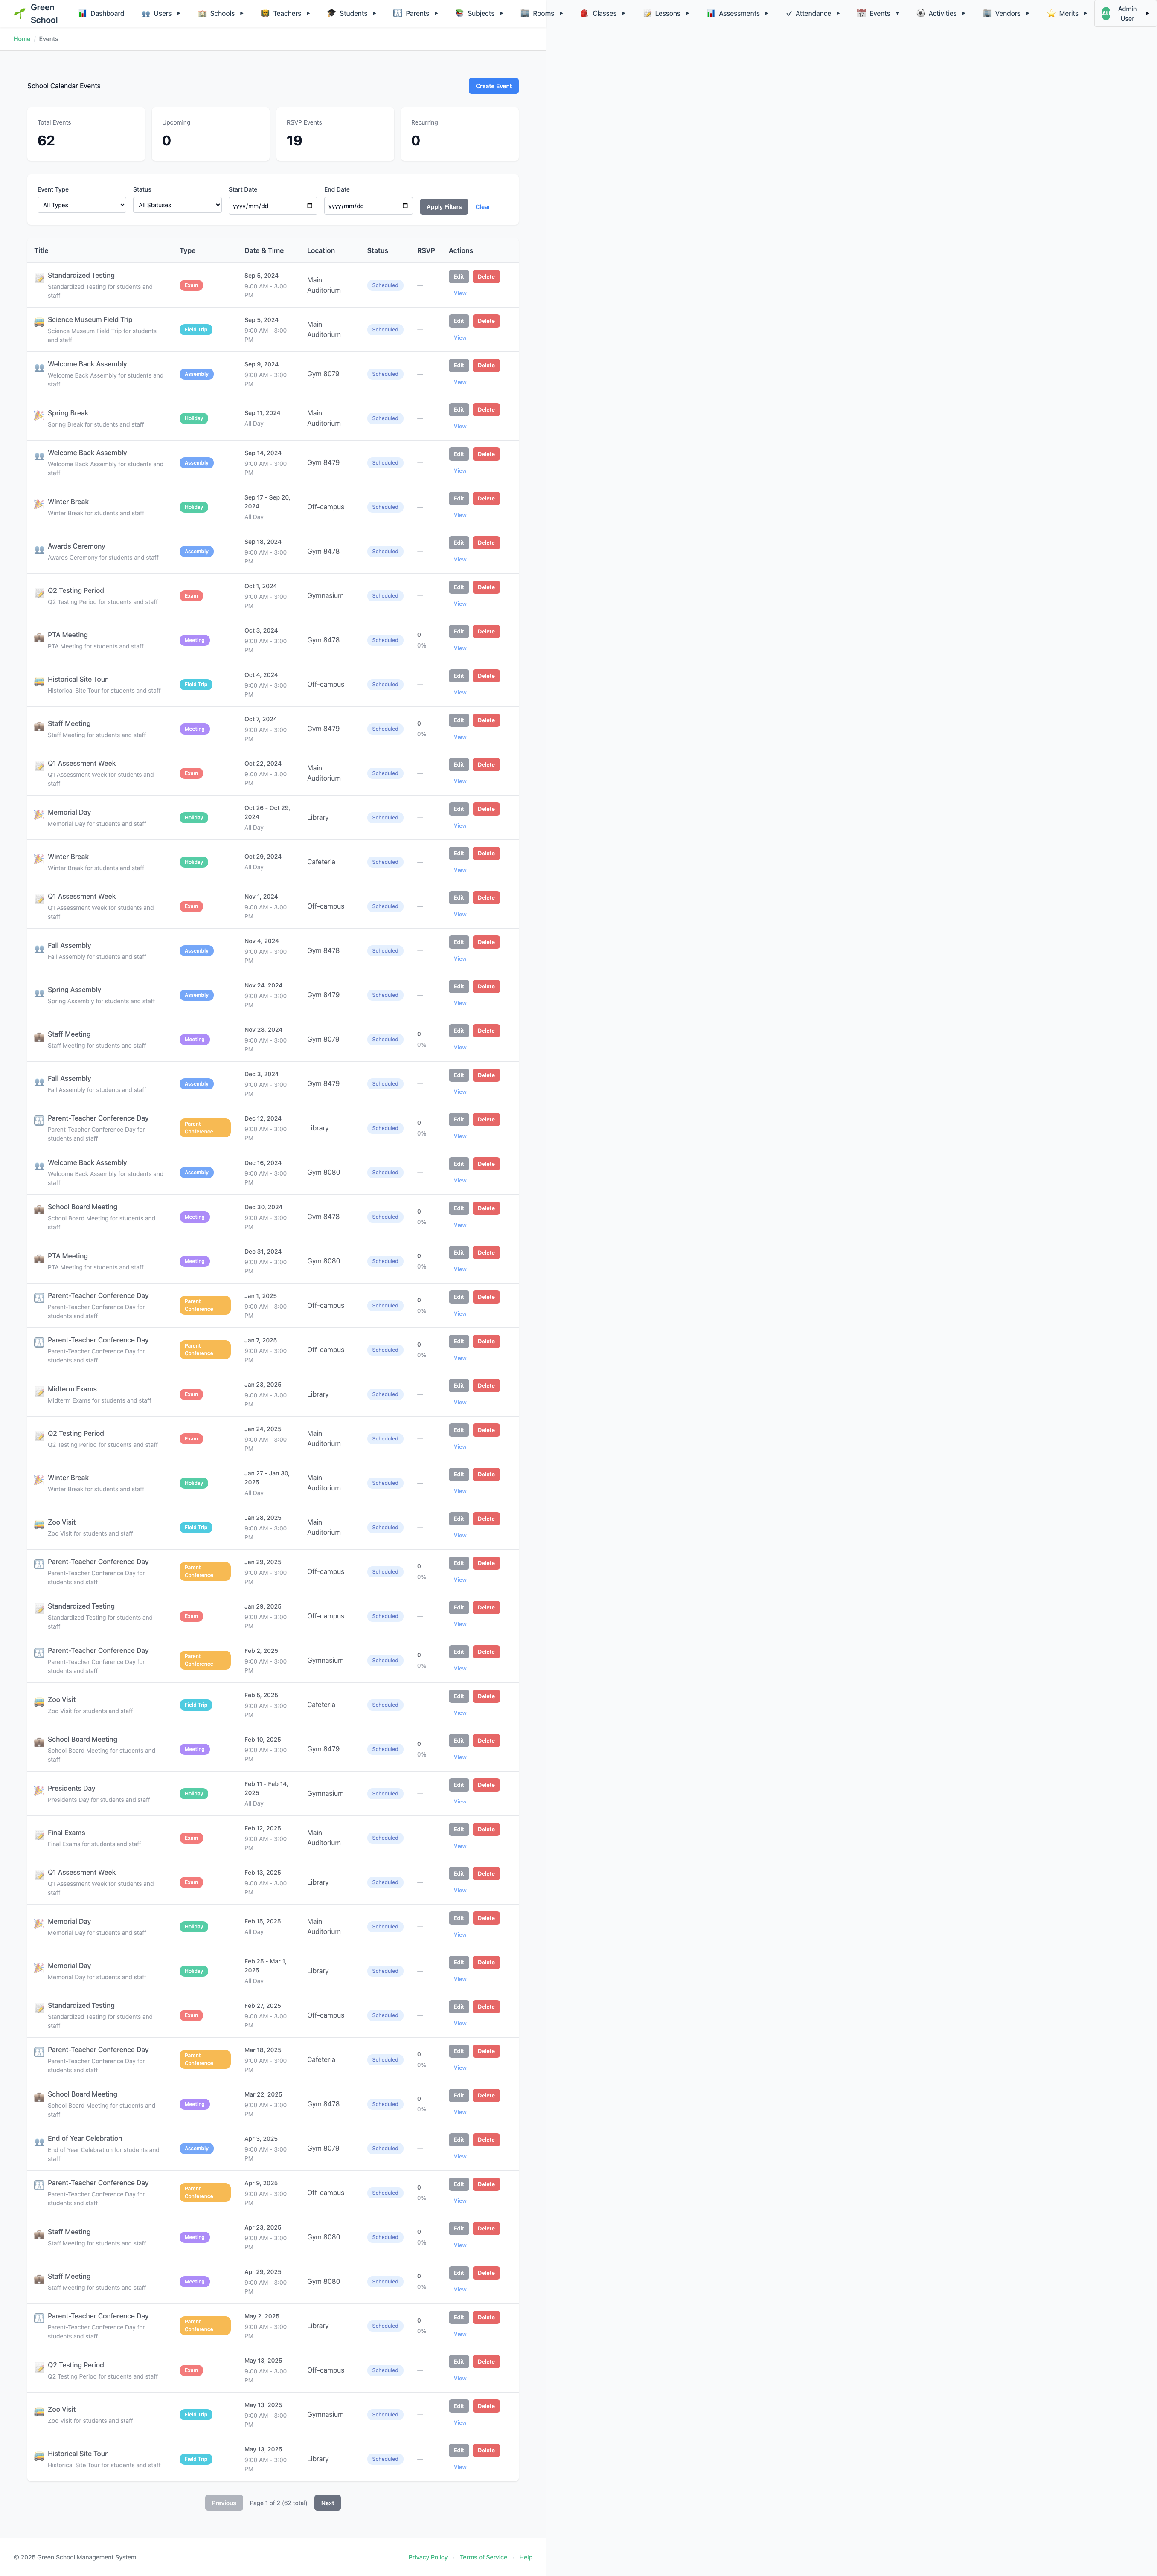 Green School
Dashboard
Users
Schools
Teachers
Students
Parents
Subjects
Rooms
Classes
Lessons
Assessments
Attendance
Events
Activities
Vendors
Merits
AU
Admin User
Home / Events
School Calendar Events
Create Event
Total Events
62
Upcoming
0
RSVP Events
19
Recurring
0
Event Type
All Types
Status
All Statuses
Start Date
yyyy/mm/dd
End Date
yyyy/mm/dd
Apply Filters
Clear
Title Type Date & Time Location Status RSVP Actions
Standardized Testing Standardized Testing for students and staff Exam Sep 5, 2024 9:00 AM - 3:00 PM Main Auditorium Scheduled — Edit Delete View
Science Museum Field Trip Science Museum Field Trip for students and staff Field Trip Sep 5, 2024 9:00 AM - 3:00 PM Main Auditorium Scheduled — Edit Delete View
Welcome Back Assembly Welcome Back Assembly for students and staff Assembly Sep 9, 2024 9:00 AM - 3:00 PM Gym 8079 Scheduled — Edit Delete View
Spring Break Spring Break for students and staff Holiday Sep 11, 2024 All Day Main Auditorium Scheduled — Edit Delete View
Welcome Back Assembly Welcome Back Assembly for students and staff Assembly Sep 14, 2024 9:00 AM - 3:00 PM Gym 8479 Scheduled — Edit Delete View
Winter Break Winter Break for students and staff Holiday Sep 17 - Sep 20, 2024 All Day Off-campus Scheduled — Edit Delete View
Awards Ceremony Awards Ceremony for students and staff Assembly Sep 18, 2024 9:00 AM - 3:00 PM Gym 8478 Scheduled — Edit Delete View
Q2 Testing Period Q2 Testing Period for students and staff Exam Oct 1, 2024 9:00 AM - 3:00 PM Gymnasium Scheduled — Edit Delete View
PTA Meeting PTA Meeting for students and staff Meeting Oct 3, 2024 9:00 AM - 3:00 PM Gym 8478 Scheduled 0 0% Edit Delete View
Historical Site Tour Historical Site Tour for students and staff Field Trip Oct 4, 2024 9:00 AM - 3:00 PM Off-campus Scheduled — Edit Delete View
Staff Meeting Staff Meeting for students and staff Meeting Oct 7, 2024 9:00 AM - 3:00 PM Gym 8479 Scheduled 0 0% Edit Delete View
Q1 Assessment Week Q1 Assessment Week for students and staff Exam Oct 22, 2024 9:00 AM - 3:00 PM Main Auditorium Scheduled — Edit Delete View
Memorial Day Memorial Day for students and staff Holiday Oct 26 - Oct 29, 2024 All Day Library Scheduled — Edit Delete View
Winter Break Winter Break for students and staff Holiday Oct 29, 2024 All Day Cafeteria Scheduled — Edit Delete View
Q1 Assessment Week Q1 Assessment Week for students and staff Exam Nov 1, 2024 9:00 AM - 3:00 PM Off-campus Scheduled — Edit Delete View
Fall Assembly Fall Assembly for students and staff Assembly Nov 4, 2024 9:00 AM - 3:00 PM Gym 8478 Scheduled — Edit Delete View
Spring Assembly Spring Assembly for students and staff Assembly Nov 24, 2024 9:00 AM - 3:00 PM Gym 8479 Scheduled — Edit Delete View
Staff Meeting Staff Meeting for students and staff Meeting Nov 28, 2024 9:00 AM - 3:00 PM Gym 8079 Scheduled 0 0% Edit Delete View
Fall Assembly Fall Assembly for students and staff Assembly Dec 3, 2024 9:00 AM - 3:00 PM Gym 8479 Scheduled — Edit Delete View
Parent-Teacher Conference Day Parent-Teacher Conference Day for students and staff Parent Conference Dec 12, 2024 9:00 AM - 3:00 PM Library Scheduled 0 0% Edit Delete View
Welcome Back Assembly Welcome Back Assembly for students and staff Assembly Dec 16, 2024 9:00 AM - 3:00 PM Gym 8080 Scheduled — Edit Delete View
School Board Meeting School Board Meeting for students and staff Meeting Dec 30, 2024 9:00 AM - 3:00 PM Gym 8478 Scheduled 0 0% Edit Delete View
PTA Meeting PTA Meeting for students and staff Meeting Dec 31, 2024 9:00 AM - 3:00 PM Gym 8080 Scheduled 0 0% Edit Delete View
Parent-Teacher Conference Day Parent-Teacher Conference Day for students and staff Parent Conference Jan 1, 2025 9:00 AM - 3:00 PM Off-campus Scheduled 0 0% Edit Delete View
Parent-Teacher Conference Day Parent-Teacher Conference Day for students and staff Parent Conference Jan 7, 2025 9:00 AM - 3:00 PM Off-campus Scheduled 0 0% Edit Delete View
Midterm Exams Midterm Exams for students and staff Exam Jan 23, 2025 9:00 AM - 3:00 PM Library Scheduled — Edit Delete View
Q2 Testing Period Q2 Testing Period for students and staff Exam Jan 24, 2025 9:00 AM - 3:00 PM Main Auditorium Scheduled — Edit Delete View
Winter Break Winter Break for students and staff Holiday Jan 27 - Jan 30, 2025 All Day Main Auditorium Scheduled — Edit Delete View
Zoo Visit Zoo Visit for students and staff Field Trip Jan 28, 2025 9:00 AM - 3:00 PM Main Auditorium Scheduled — Edit Delete View
Parent-Teacher Conference Day Parent-Teacher Conference Day for students and staff Parent Conference Jan 29, 2025 9:00 AM - 3:00 PM Off-campus Scheduled 0 0% Edit Delete View
Standardized Testing Standardized Testing for students and staff Exam Jan 29, 2025 9:00 AM - 3:00 PM Off-campus Scheduled — Edit Delete View
Parent-Teacher Conference Day Parent-Teacher Conference Day for students and staff Parent Conference Feb 2, 2025 9:00 AM - 3:00 PM Gymnasium Scheduled 0 0% Edit Delete View
Zoo Visit Zoo Visit for students and staff Field Trip Feb 5, 2025 9:00 AM - 3:00 PM Cafeteria Scheduled — Edit Delete View
School Board Meeting School Board Meeting for students and staff Meeting Feb 10, 2025 9:00 AM - 3:00 PM Gym 8479 Scheduled 0 0% Edit Delete View
Presidents Day Presidents Day for students and staff Holiday Feb 11 - Feb 14, 2025 All Day Gymnasium Scheduled — Edit Delete View
Final Exams Final Exams for students and staff Exam Feb 12, 2025 9:00 AM - 3:00 PM Main Auditorium Scheduled — Edit Delete View
Q1 Assessment Week Q1 Assessment Week for students and staff Exam Feb 13, 2025 9:00 AM - 3:00 PM Library Scheduled — Edit Delete View
Memorial Day Memorial Day for students and staff Holiday Feb 15, 2025 All Day Main Auditorium Scheduled — Edit Delete View
Memorial Day Memorial Day for students and staff Holiday Feb 25 - Mar 1, 2025 All Day Library Scheduled — Edit Delete View
Standardized Testing Standardized Testing for students and staff Exam Feb 27, 2025 9:00 AM - 3:00 PM Off-campus Scheduled — Edit Delete View
Parent-Teacher Conference Day Parent-Teacher Conference Day for students and staff Parent Conference Mar 18, 2025 9:00 AM - 3:00 PM Cafeteria Scheduled 0 0% Edit Delete View
School Board Meeting School Board Meeting for students and staff Meeting Mar 22, 2025 9:00 AM - 3:00 PM Gym 8478 Scheduled 0 0% Edit Delete View
End of Year Celebration End of Year Celebration for students and staff Assembly Apr 3, 2025 9:00 AM - 3:00 PM Gym 8079 Scheduled — Edit Delete View
Parent-Teacher Conference Day Parent-Teacher Conference Day for students and staff Parent Conference Apr 9, 2025 9:00 AM - 3:00 PM Off-campus Scheduled 0 0% Edit Delete View
Staff Meeting Staff Meeting for students and staff Meeting Apr 23, 2025 9:00 AM - 3:00 PM Gym 8080 Scheduled 0 0% Edit Delete View
Staff Meeting Staff Meeting for students and staff Meeting Apr 29, 2025 9:00 AM - 3:00 PM Gym 8080 Scheduled 0 0% Edit Delete View
Parent-Teacher Conference Day Parent-Teacher Conference Day for students and staff Parent Conference May 2, 2025 9:00 AM - 3:00 PM Library Scheduled 0 0% Edit Delete View
Q2 Testing Period Q2 Testing Period for students and staff Exam May 13, 2025 9:00 AM - 3:00 PM Off-campus Scheduled — Edit Delete View
Zoo Visit Zoo Visit for students and staff Field Trip May 13, 2025 9:00 AM - 3:00 PM Gymnasium Scheduled — Edit Delete View
Historical Site Tour Historical Site Tour for students and staff Field Trip May 13, 2025 9:00 AM - 3:00 PM Library Scheduled — Edit Delete View
Previous Page 1 of 2 (62 total) Next
© 2025 Green School Management System
Privacy Policy Terms of Service Help